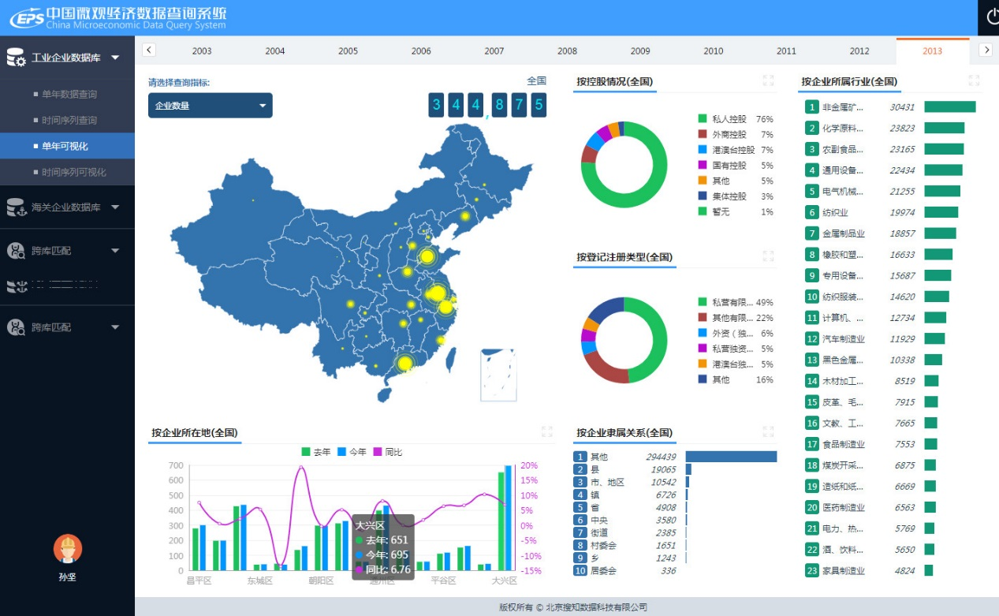 EPS 中国微观经济数据查询系统
China Microeconomic Data Query System
工业企业数据库
单年数据查询
时间序列查询
单年可视化
时间序列可视化
海关企业数据库
跨库匹配
跨库匹配
孙坚
2003 2004 2005 2006 2007 2008 2009 2010 2011 2012 2013
请选择查询指标:
企业数量
全国
344,875
按控股情况(全国)
私人控股 76%
外商控股 7%
港澳台控股 7%
国有控股 5%
其他 5%
集体控股 3%
暂无 1%
按登记注册类型(全国)
私营有限... 49%
其他有限... 22%
外资（独... 6%
私营独资... 5%
港澳台独... 5%
其他 16%
按企业所属行业(全国)
1 非金属矿... 30431
2 化学原料... 23823
3 农副食品... 23165
4 通用设备... 22434
5 电气机械... 21255
6 纺织业 19974
7 金属制品业 18857
8 橡胶和塑... 16633
9 专用设备... 15687
10 纺织服装... 14620
11 计算机、... 12734
12 汽车制造业 11929
13 黑色金属... 10338
14 木材加工... 8519
15 皮革、毛... 7915
16 文教、工... 7665
17 食品制造业 7553
18 煤炭开采... 6875
19 造纸和纸... 6669
20 医药制造业 6563
21 电力、热... 5769
22 酒、饮料... 5650
23 家具制造业 4824
按企业所在地(全国)
去年 今年 同比
700 20%
600 15%
500 10%
400 5%
300 0%
200 -5%
100 -10%
0 -15%
大兴区
去年: 651
今年: 695
同比: 6.76
昌平区 东城区 朝阳区 通州区 平谷区 大兴区
按企业隶属关系(全国)
1 其他 294439
2 县 19065
3 市、地区 10542
4 镇 6726
5 省 4908
6 中央 3580
7 街道 2385
8 村委会 1651
9 乡 1243
10 居委会 336
版权所有 © 北京搜知数据科技有限公司